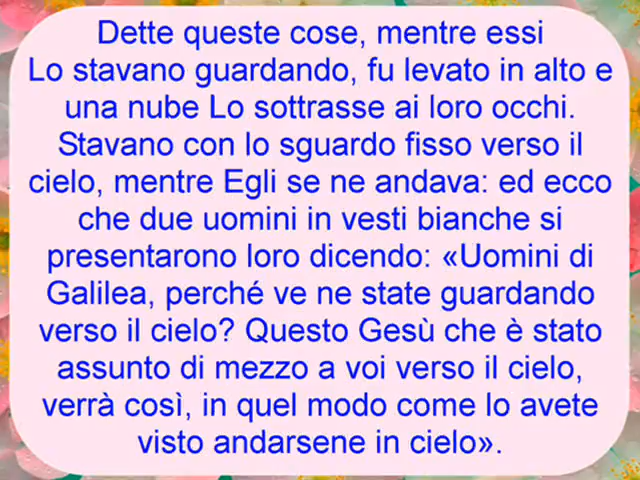 Dette queste cose, mentre essi
Lo stavano guardando, fu levato in alto e
una nube Lo sottrasse ai loro occhi.
Stavano con lo sguardo fisso verso il
cielo, mentre Egli se ne andava: ed ecco
che due uomini in vesti bianche si
presentarono loro dicendo: «Uomini di
Galilea, perché ve ne state guardando
verso il cielo? Questo Gesù che è stato
assunto di mezzo a voi verso il cielo,
verrà così, in quel modo come lo avete
visto andarsene in cielo».